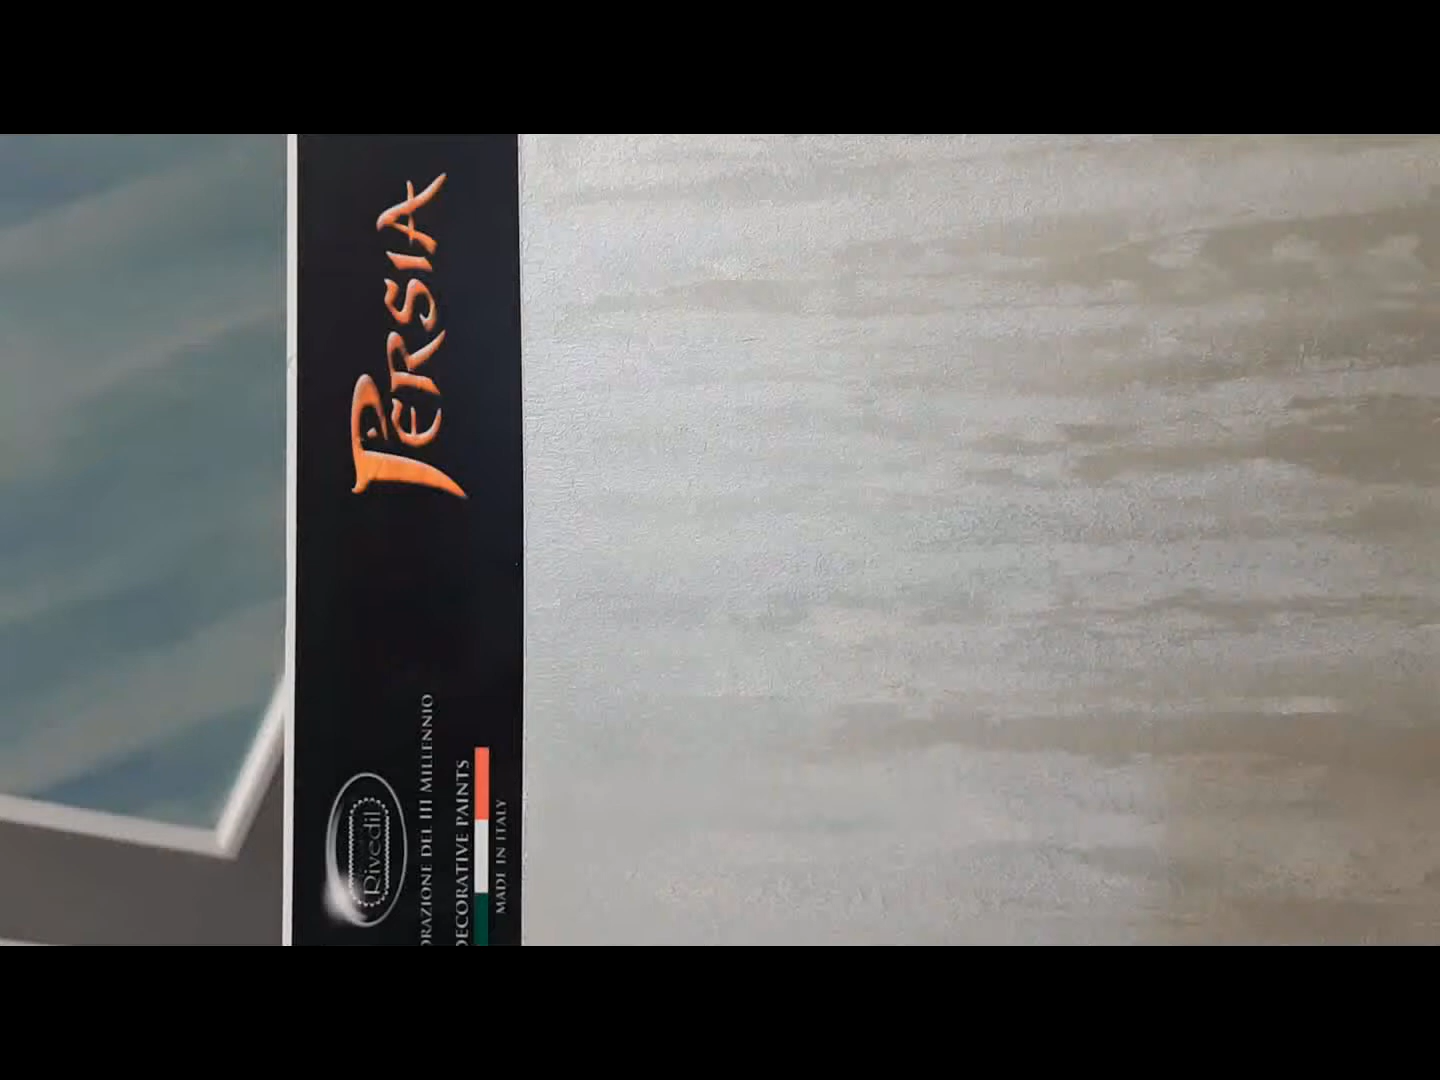 PERSIA
Rivedil
ORAZIONE DEL III MILLENNIO
DECORATIVE PAINTS
MADE IN ITALY